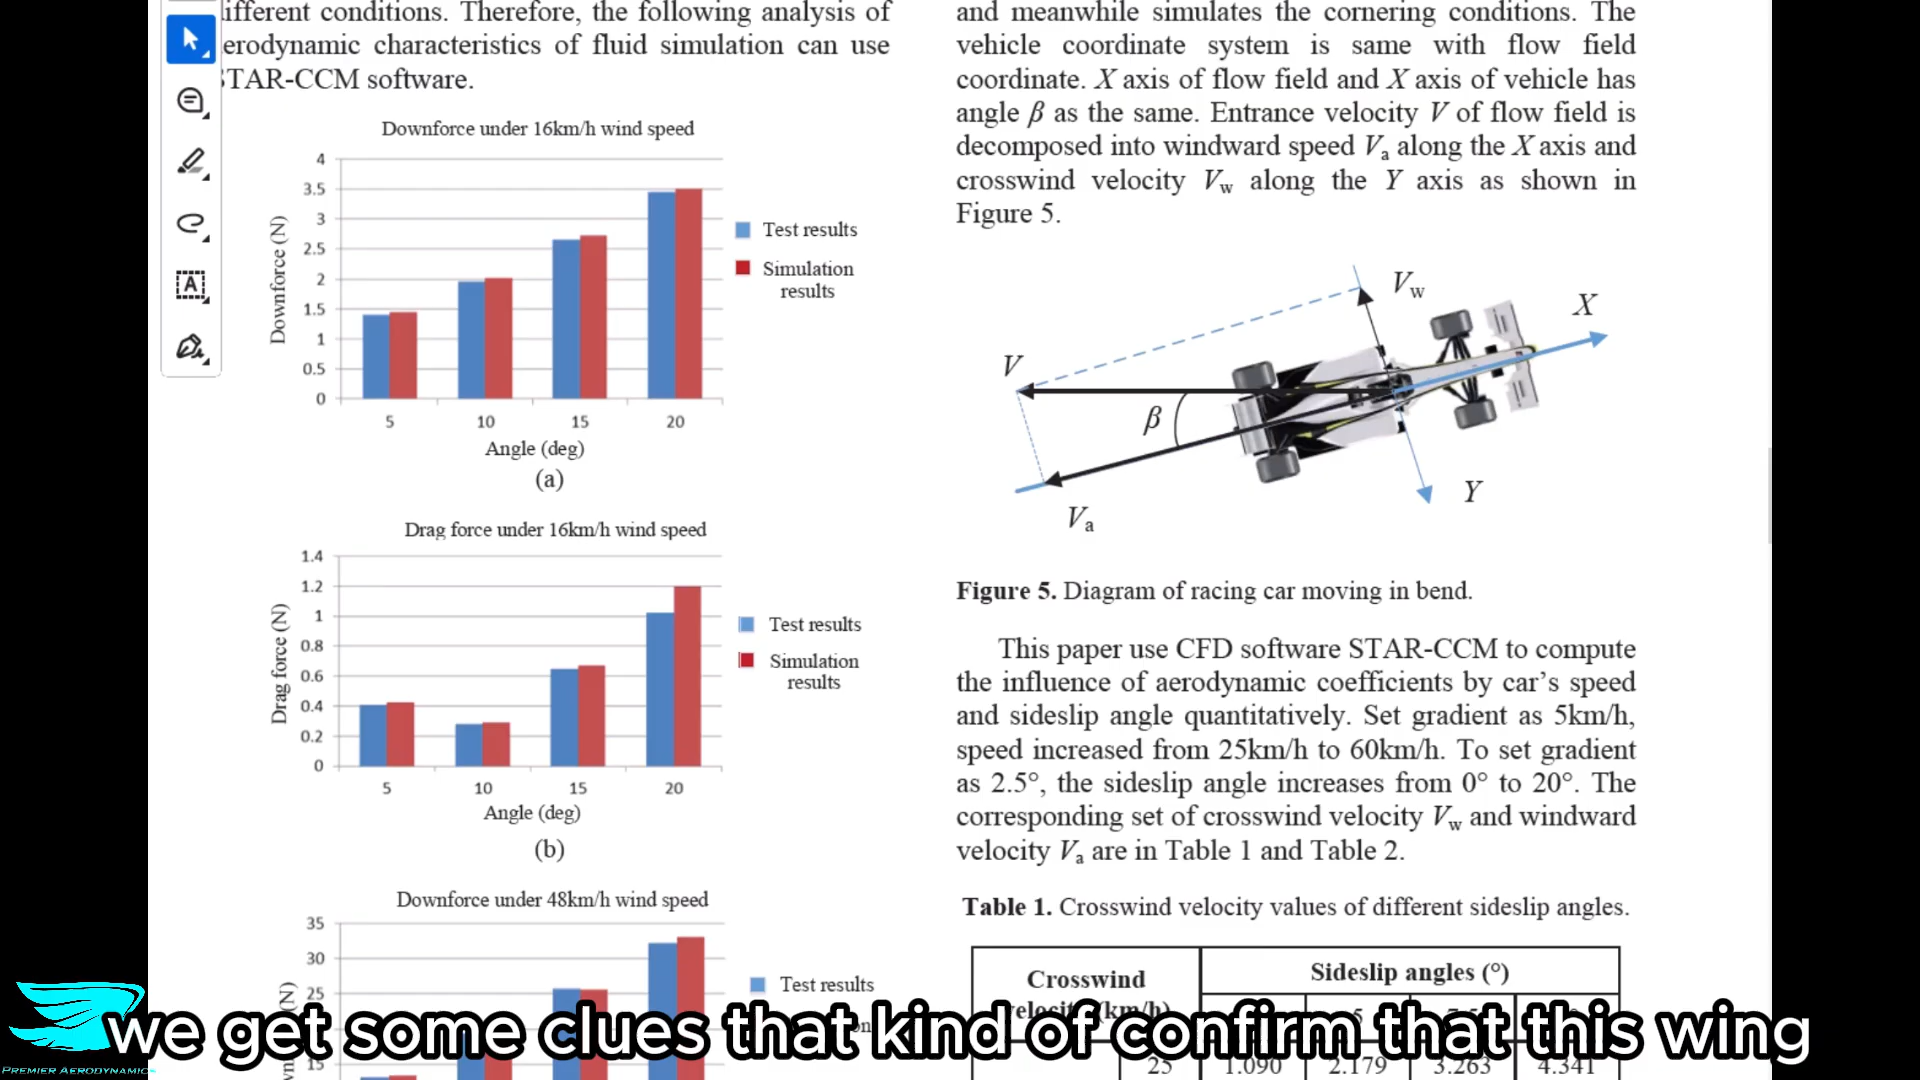 ifferent conditions. Therefore, the following analysis of
erodynamic characteristics of fluid simulation can use
STAR-CCM software.
Downforce under 16km/h wind speed
4
3.5
3
2.5
2
1.5
1
0.5
0
Downforce (N)
5 10 15 20
Angle (deg)
Test results
Simulation
results
(a)
Drag force under 16km/h wind speed
1.4
1.2
1
0.8
0.6
0.4
0.2
0
Drag force (N)
5 10 15 20
Angle (deg)
Test results
Simulation
results
(b)
Downforce under 48km/h wind speed
35
30
25
15
(N)
Test results
and meanwhile simulates the cornering conditions. The
vehicle coordinate system is same with flow field
coordinate. X axis of flow field and X axis of vehicle has
angle β as the same. Entrance velocity V of flow field is
decomposed into windward speed Va along the X axis and
crosswind velocity Vw along the Y axis as shown in
Figure 5.
Vw
X
V
β
Y
Va
Figure 5. Diagram of racing car moving in bend.
This paper use CFD software STAR-CCM to compute
the influence of aerodynamic coefficients by car's speed
and sideslip angle quantitatively. Set gradient as 5km/h,
speed increased from 25km/h to 60km/h. To set gradient
as 2.5°, the sideslip angle increases from 0° to 20°. The
corresponding set of crosswind velocity Vw and windward
velocity Va are in Table 1 and Table 2.
Table 1. Crosswind velocity values of different sideslip angles.
Crosswind
Sideslip angles (°)
(km/h)
25 1.090 2.179 3.263 4.341
we get some clues that kind of confirm that this wing
PREMIER AERODYNAMICS